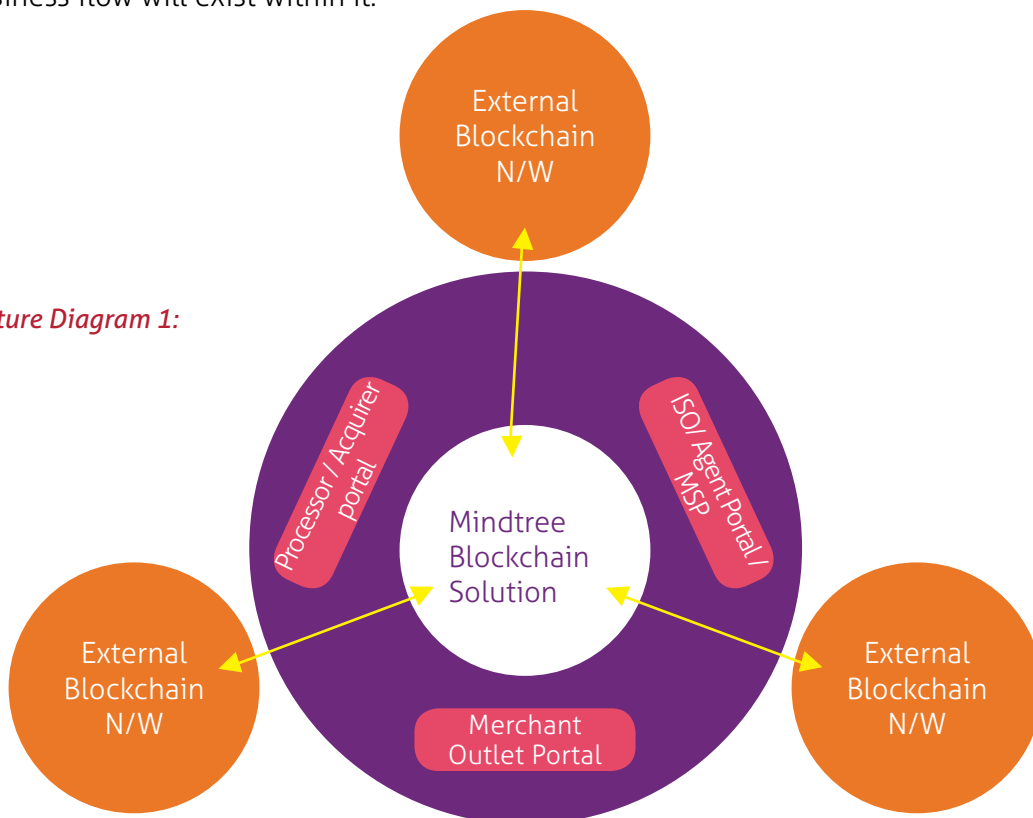 siness flow will exist within it.
External
Blockchain
N/W
ture Diagram 1:
Processor / Acquirer
portal
ISO/ Agent Portal /
MSP
Mindtree
Blockchain
Solution
External
Blockchain
N/W
External
Blockchain
N/W
Merchant
Outlet Portal